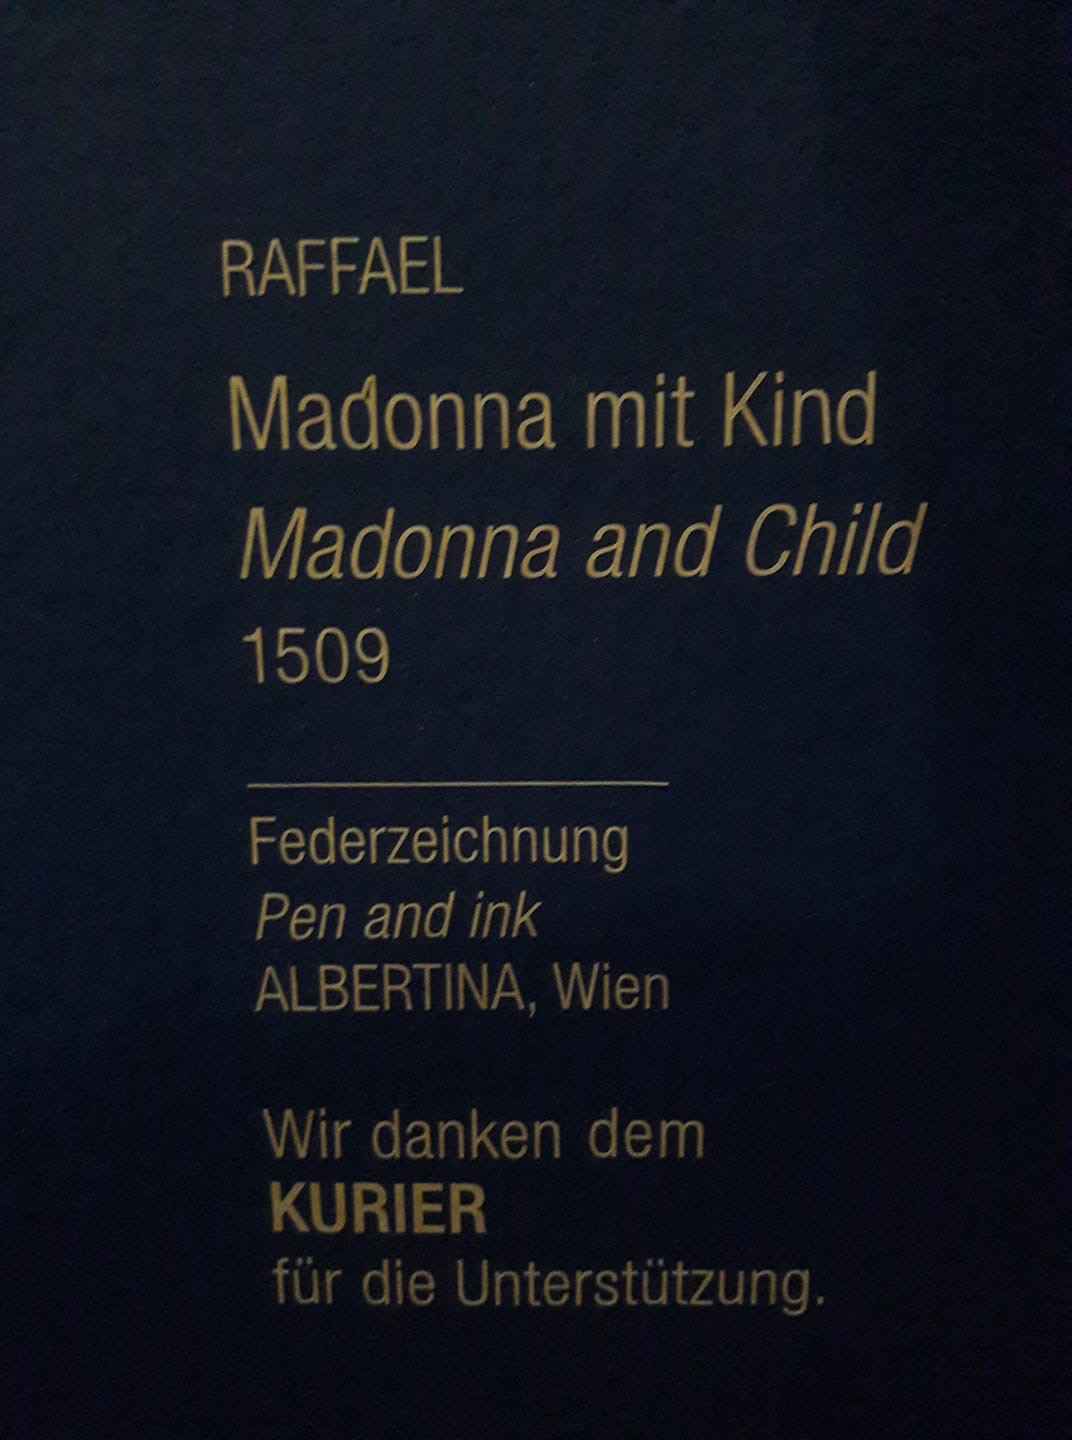 RAFFAEL
Madonna mit Kind
Madonna and Child
1509
Federzeichnung
Pen and ink
ALBERTINA, Wien
Wir danken dem
KURIER
für die Unterstützung.